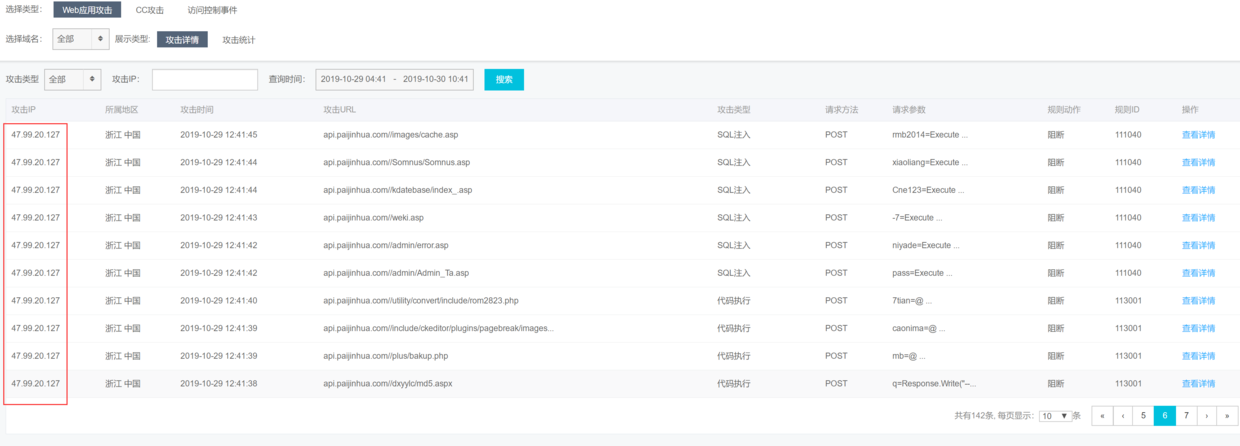 选择类型: Web应用攻击 CC攻击 访问控制事件
选择域名: 全部 展示类型: 攻击详情 攻击统计
攻击类型 全部 攻击IP: 查询时间: 2019-10-29 04:41 - 2019-10-30 10:41 搜索
攻击IP 所属地区 攻击时间 攻击URL 攻击类型 请求方法 请求参数 规则动作 规则ID 操作
47.99.20.127 浙江 中国 2019-10-29 12:41:45 api.paijinhua.com//images/cache.asp SQL注入 POST rmb2014=Execute ... 阻断 111040 查看详情
47.99.20.127 浙江 中国 2019-10-29 12:41:44 api.paijinhua.com//Somnus/Somnus.asp SQL注入 POST xiaoliang=Execute ... 阻断 111040 查看详情
47.99.20.127 浙江 中国 2019-10-29 12:41:44 api.paijinhua.com//kdatebase/index_.asp SQL注入 POST Cne123=Execute ... 阻断 111040 查看详情
47.99.20.127 浙江 中国 2019-10-29 12:41:43 api.paijinhua.com//weki.asp SQL注入 POST -7=Execute ... 阻断 111040 查看详情
47.99.20.127 浙江 中国 2019-10-29 12:41:42 api.paijinhua.com//admin/error.asp SQL注入 POST niyade=Execute ... 阻断 111040 查看详情
47.99.20.127 浙江 中国 2019-10-29 12:41:42 api.paijinhua.com//admin/Admin_Ta.asp SQL注入 POST pass=Execute ... 阻断 111040 查看详情
47.99.20.127 浙江 中国 2019-10-29 12:41:40 api.paijinhua.com//utility/convert/include/rom2823.php 代码执行 POST 7tian=@ ... 阻断 113001 查看详情
47.99.20.127 浙江 中国 2019-10-29 12:41:39 api.paijinhua.com//include/ckeditor/plugins/pagebreak/images... 代码执行 POST caonima=@ ... 阻断 113001 查看详情
47.99.20.127 浙江 中国 2019-10-29 12:41:39 api.paijinhua.com//plus/bakup.php 代码执行 POST mb=@ ... 阻断 113001 查看详情
47.99.20.127 浙江 中国 2019-10-29 12:41:38 api.paijinhua.com//dxyylc/md5.aspx 代码执行 POST q=Response.Write("--... 阻断 113001 查看详情
共有142条, 每页显示: 10 ▼ 条 « ‹ 5 6 7 › »